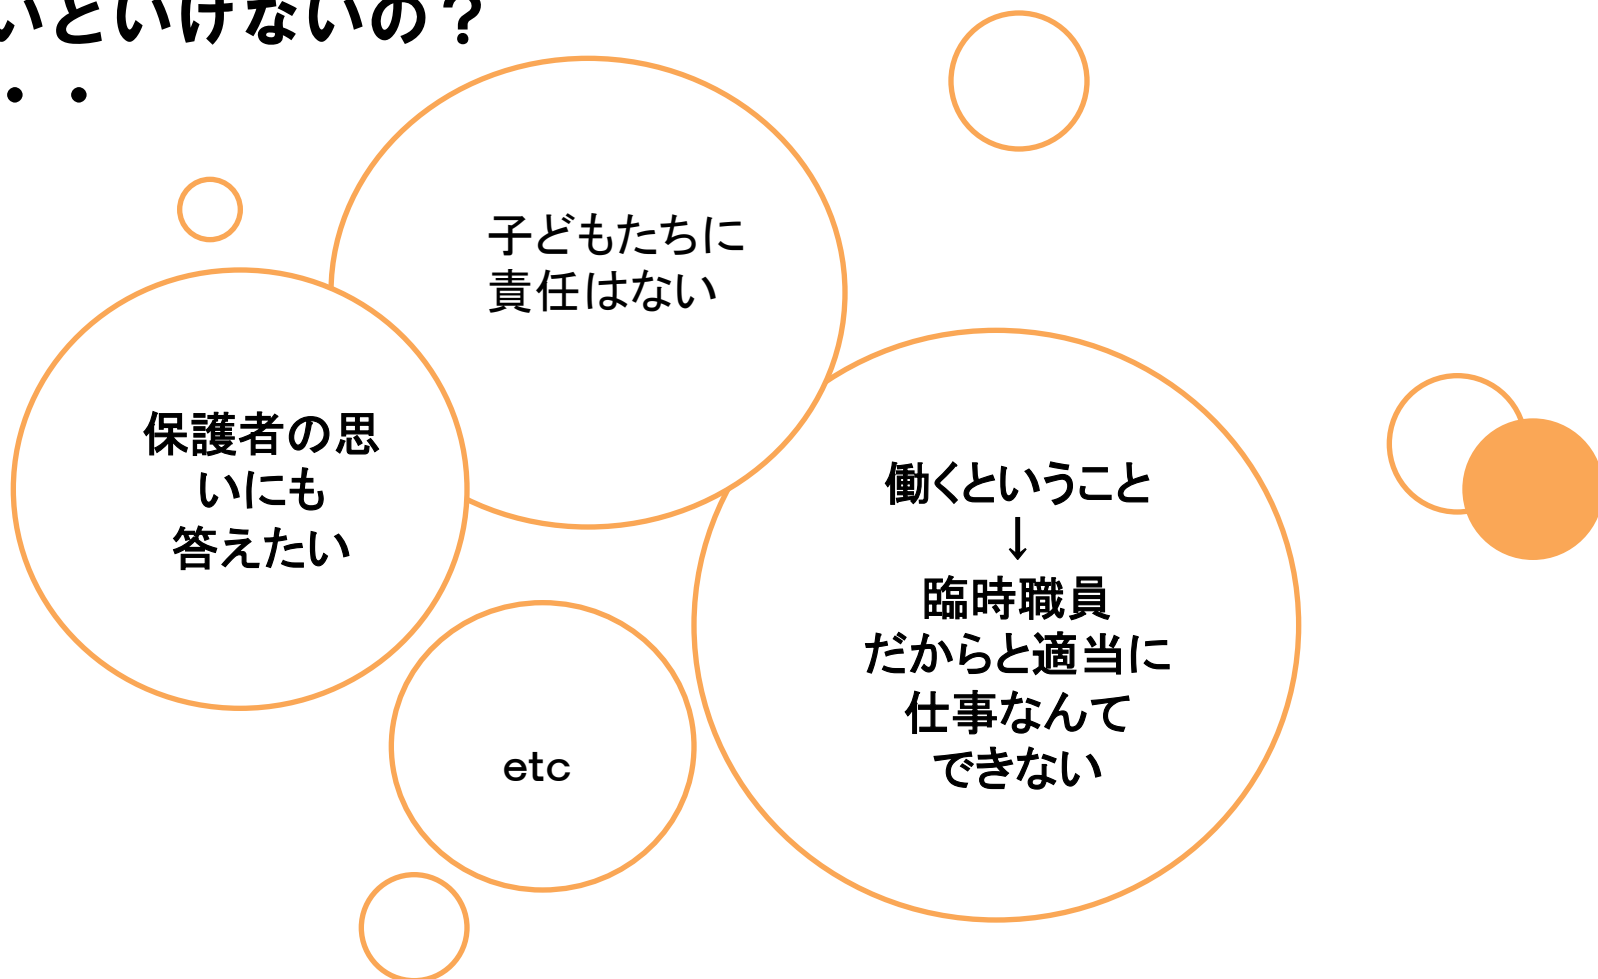 いといけないの？
・・
子どもたちに
責任はない
保護者の思
いにも
答えたい
働くということ
↓
臨時職員
だからと適当に
仕事なんて
できない
etc